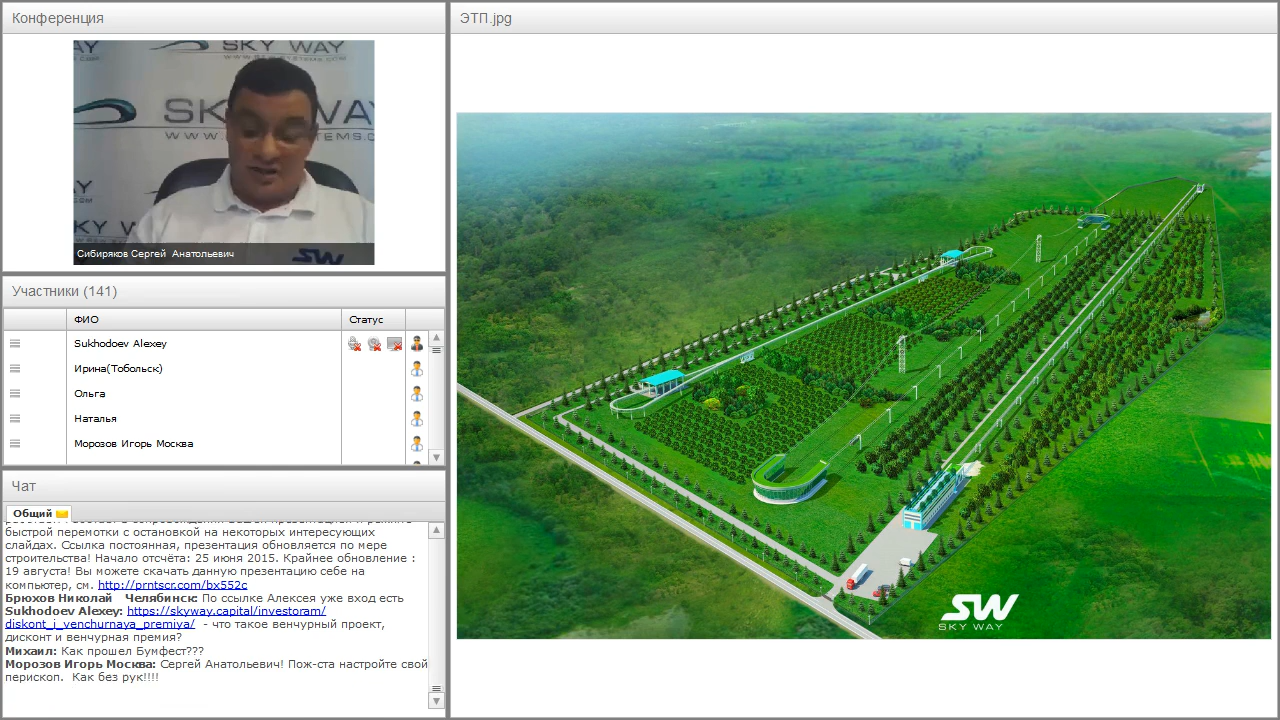 Конференция
SKY WAY
SKY WAY
WWW.
TEMS.C
SKY WAY
Сибиряков Сергей Анатольевич
SW
Участники (141)
ФИО
Статус
Sukhodoev Alexey
Ирина(Тобольск)
Ольга
Наталья
Морозов Игорь Москва
Чат
Общий
быстрой перемотки с остановкой на некоторых интересующих
слайдах. Ссылка постоянная, презентация обновляется по мере
строительства! Начало отсчёта: 25 июня 2015. Крайнее обновление :
19 августа! Вы можете скачать данную презентацию себе на
компьютер, см. http://prntscr.com/bx552c
Брюхов Николай Челябинск: По ссылке Алексея уже вход есть
Sukhodoev Alexey: https://skyway.capital/investoram/
diskont_i_venchurnaya_premiya/ - что такое венчурный проект,
дисконт и венчурная премия?
Михаил: Как прошел Бумфест???
Морозов Игорь Москва: Сергей Анатольевич! Пож-ста настройте свой
перископ. Как без рук!!!!
ЭТП.jpg
SW
SKY WAY